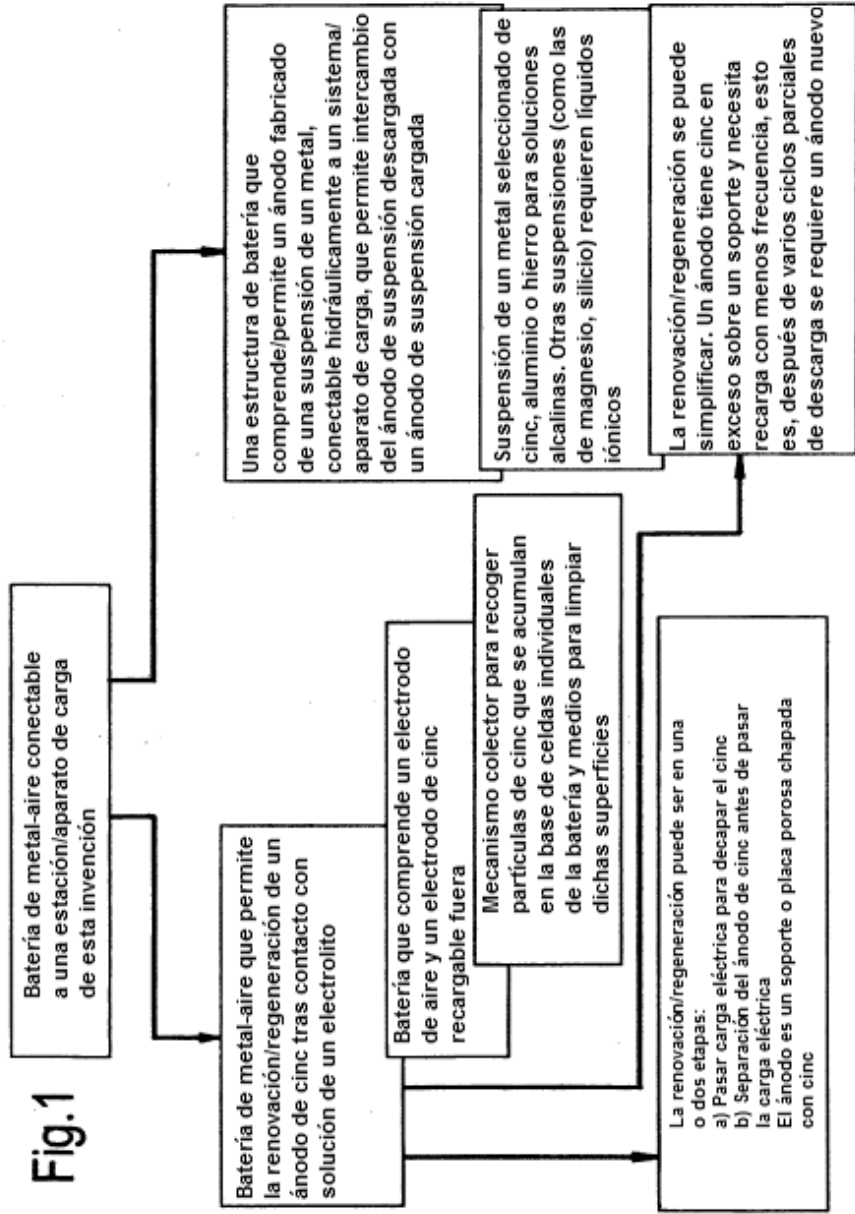 Fig.1
Batería de metal-aire conectable
a una estación/aparato de carga
de esta invención
Batería de metal-aire que permite
la renovación/regeneración de un
ánodo de cinc tras contacto con
solución de un electrolito
Batería que comprende un electrodo
de aire y un electrodo de cinc
recargable fuera
Mecanismo colector para recoger
partículas de cinc que se acumulan
en la base de celdas individuales
de la batería y medios para limpiar
dichas superficies
La renovación/regeneración puede ser en una
o dos etapas:
a) Pasar carga eléctrica para decapar el cinc
b) Separación del ánodo de cinc antes de pasar
la carga eléctrica
El ánodo es un soporte o placa porosa chapada
con cinc
Una estructura de batería que
comprende/permite un ánodo fabricado
de una suspensión de un metal,
conectable hidráulicamente a un sistema/
aparato de carga, que permite intercambio
del ánodo de suspensión descargada con
un ánodo de suspensión cargada
Suspensión de un metal seleccionado de
cinc, aluminio o hierro para soluciones
alcalinas. Otras suspensiones (como las
de magnesio, silicio) requieren líquidos
iónicos
La renovación/regeneración se puede
simplificar. Un ánodo tiene cinc en
exceso sobre un soporte y necesita
recarga con menos frecuencia, esto
es, después de varios ciclos parciales
de descarga se requiere un ánodo nuevo